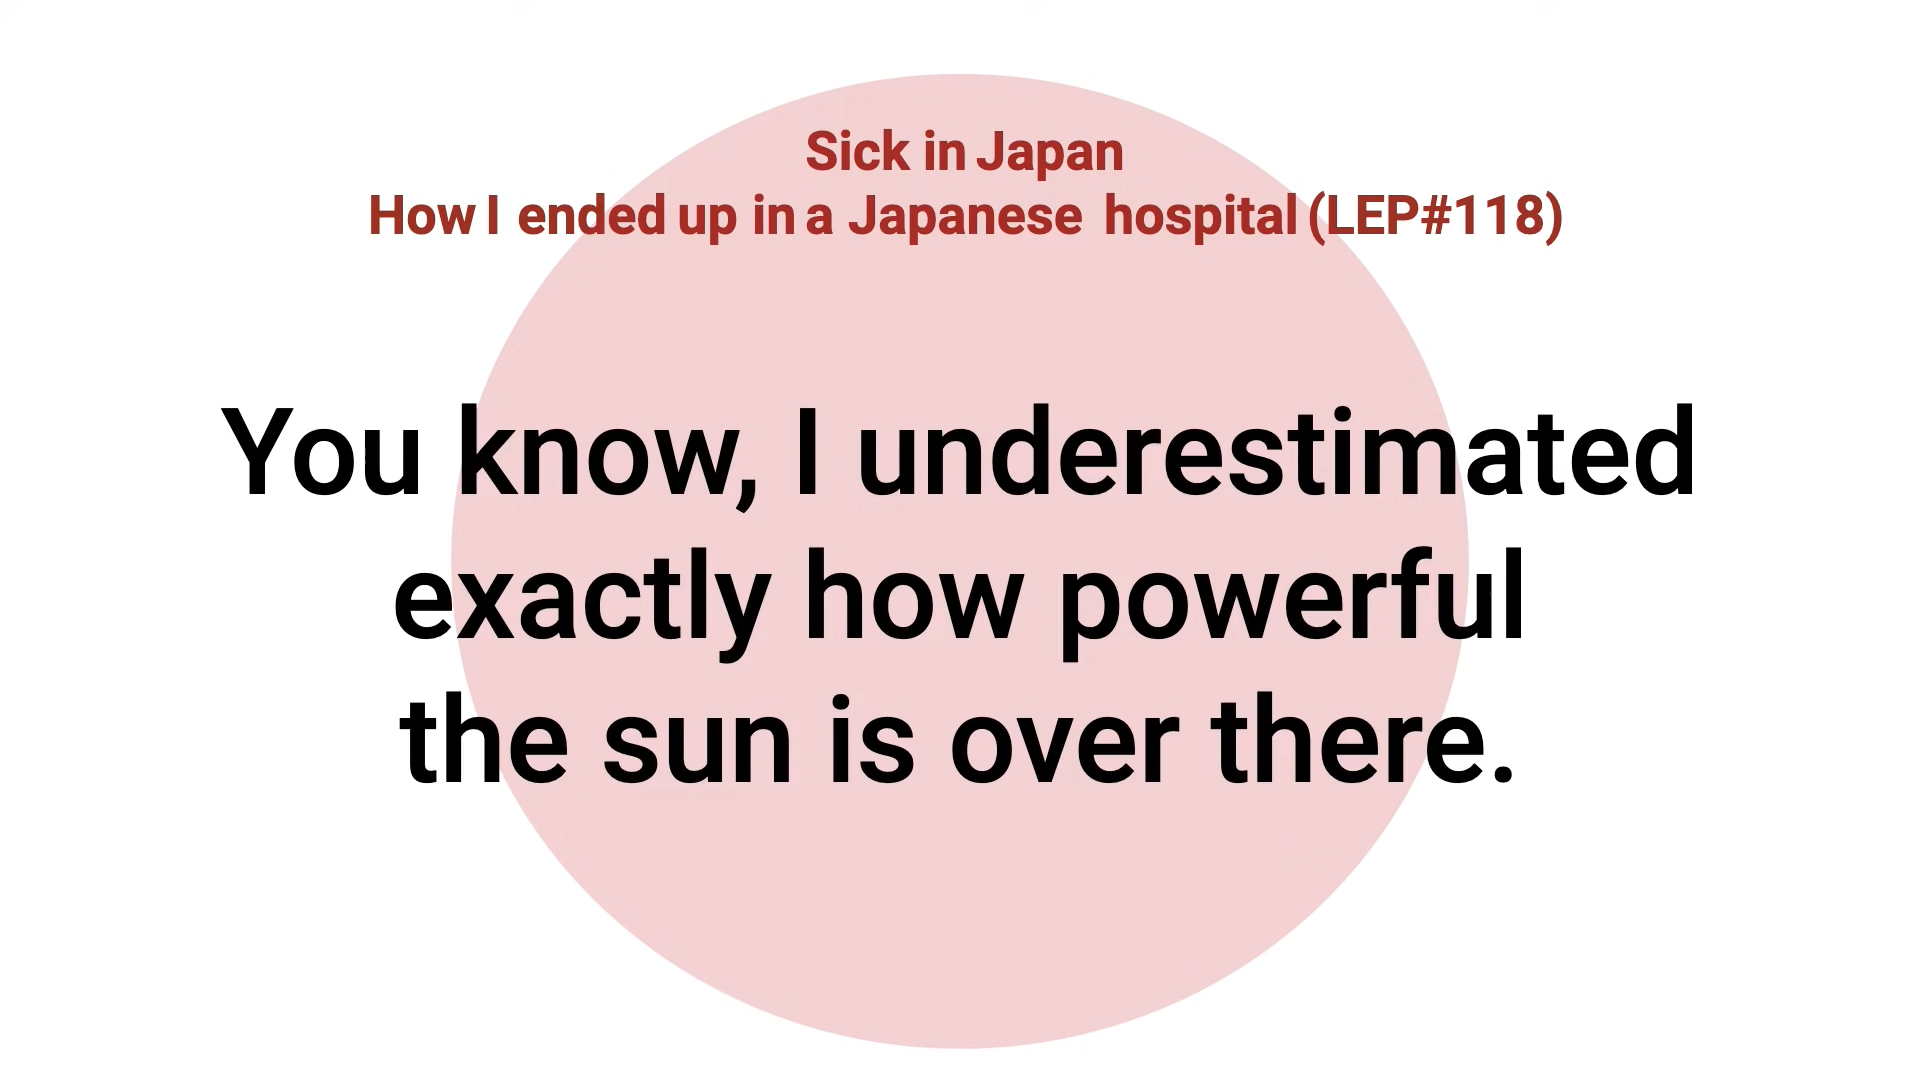 Sick in Japan
How I ended up in a Japanese hospital (LEP#118)
You know, I underestimated
exactly how powerful
the sun is over there.